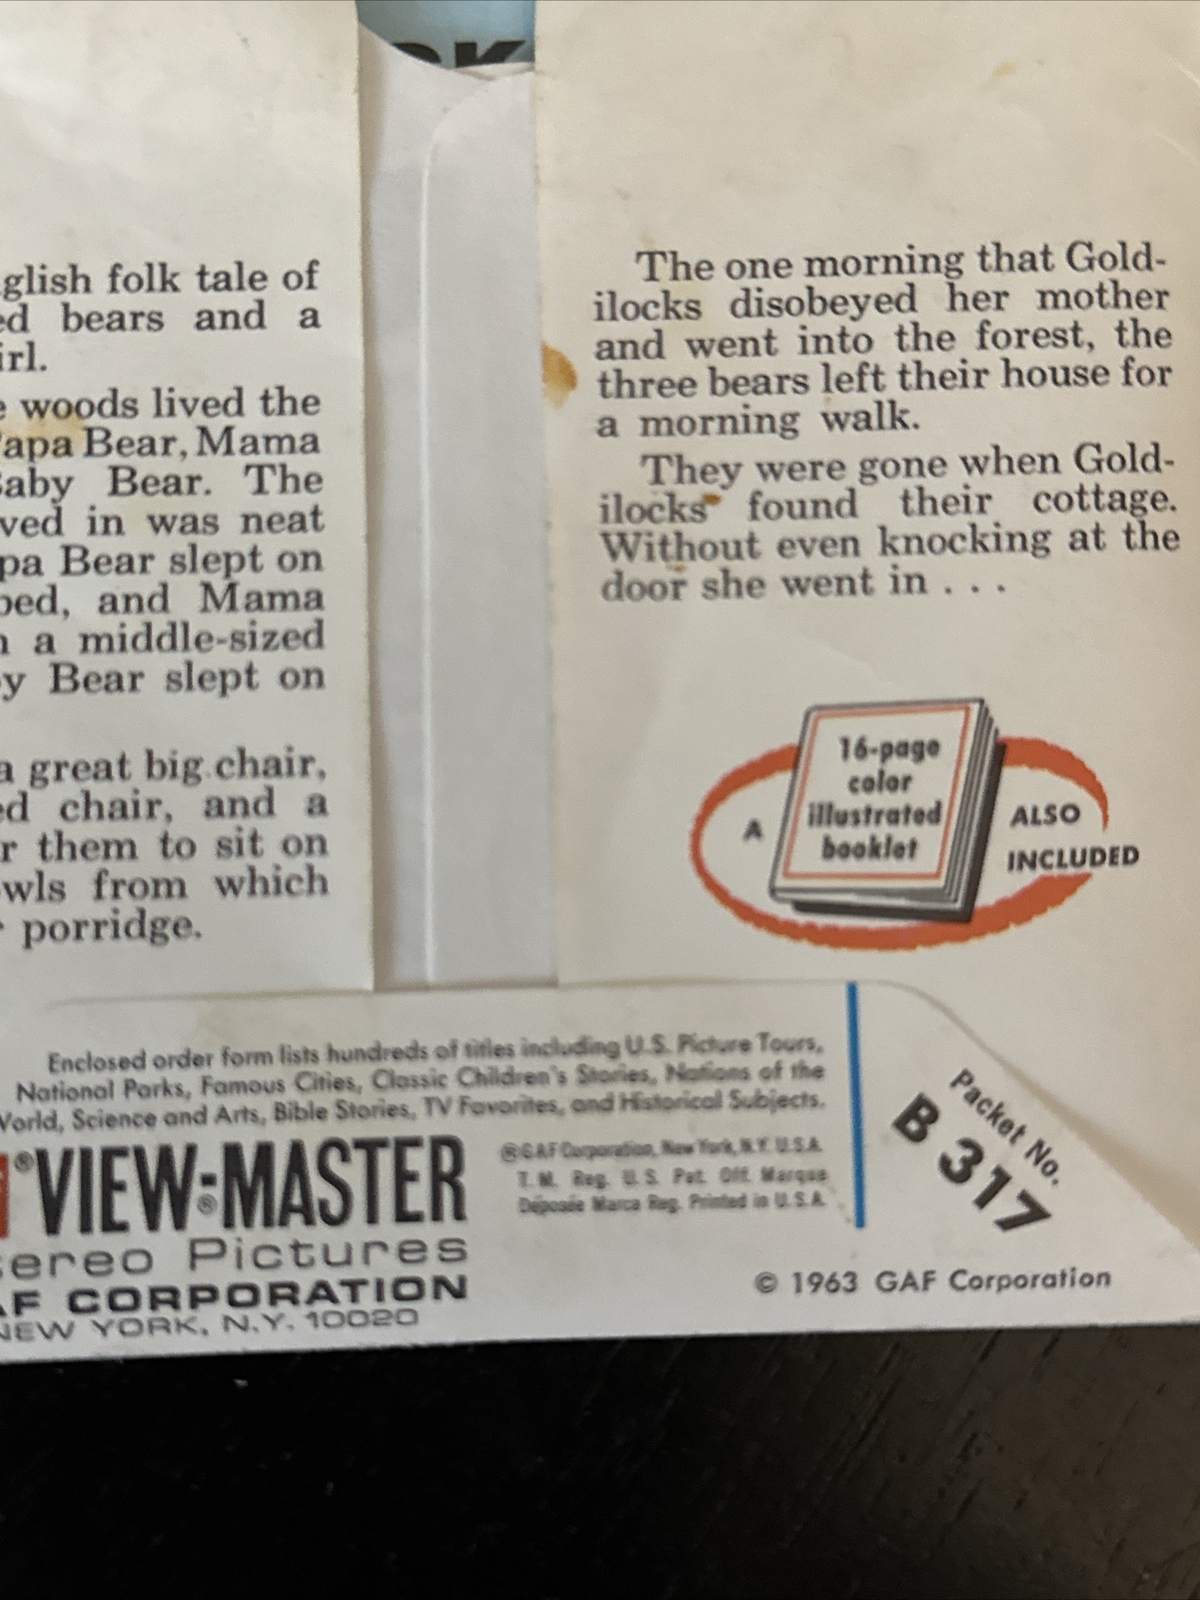 OK
glish folk tale of
ed bears and a
irl.
e woods lived the
Papa Bear, Mama
Baby Bear. The
ved in was neat
pa Bear slept on
bed, and Mama
n a middle-sized
y Bear slept on
a great big chair,
ed chair, and a
r them to sit on
owls from which
r porridge.
The one morning that Gold-
ilocks disobeyed her mother
and went into the forest, the
three bears left their house for
a morning walk.
They were gone when Gold-
ilocks found their cottage.
Without even knocking at the
door she went in . . .
A
16-page
color
illustrated
booklet
ALSO
INCLUDED
Enclosed order form lists hundreds of titles including U.S. Picture Tours,
National Parks, Famous Cities, Classic Children's Stories, Nations of the
World, Science and Arts, Bible Stories, TV Favorites, and Historical Subjects.
® VIEW-MASTER ®
ereo Pictures
AF CORPORATION
NEW YORK, N.Y. 10020
® GAF Corporation, New York, N.Y. U.S.A.
T.M. Reg. U.S. Pat. Off. Marque
Déposée Marca Reg. Printed in U.S.A.
Packet No.
B 317
© 1963 GAF Corporation